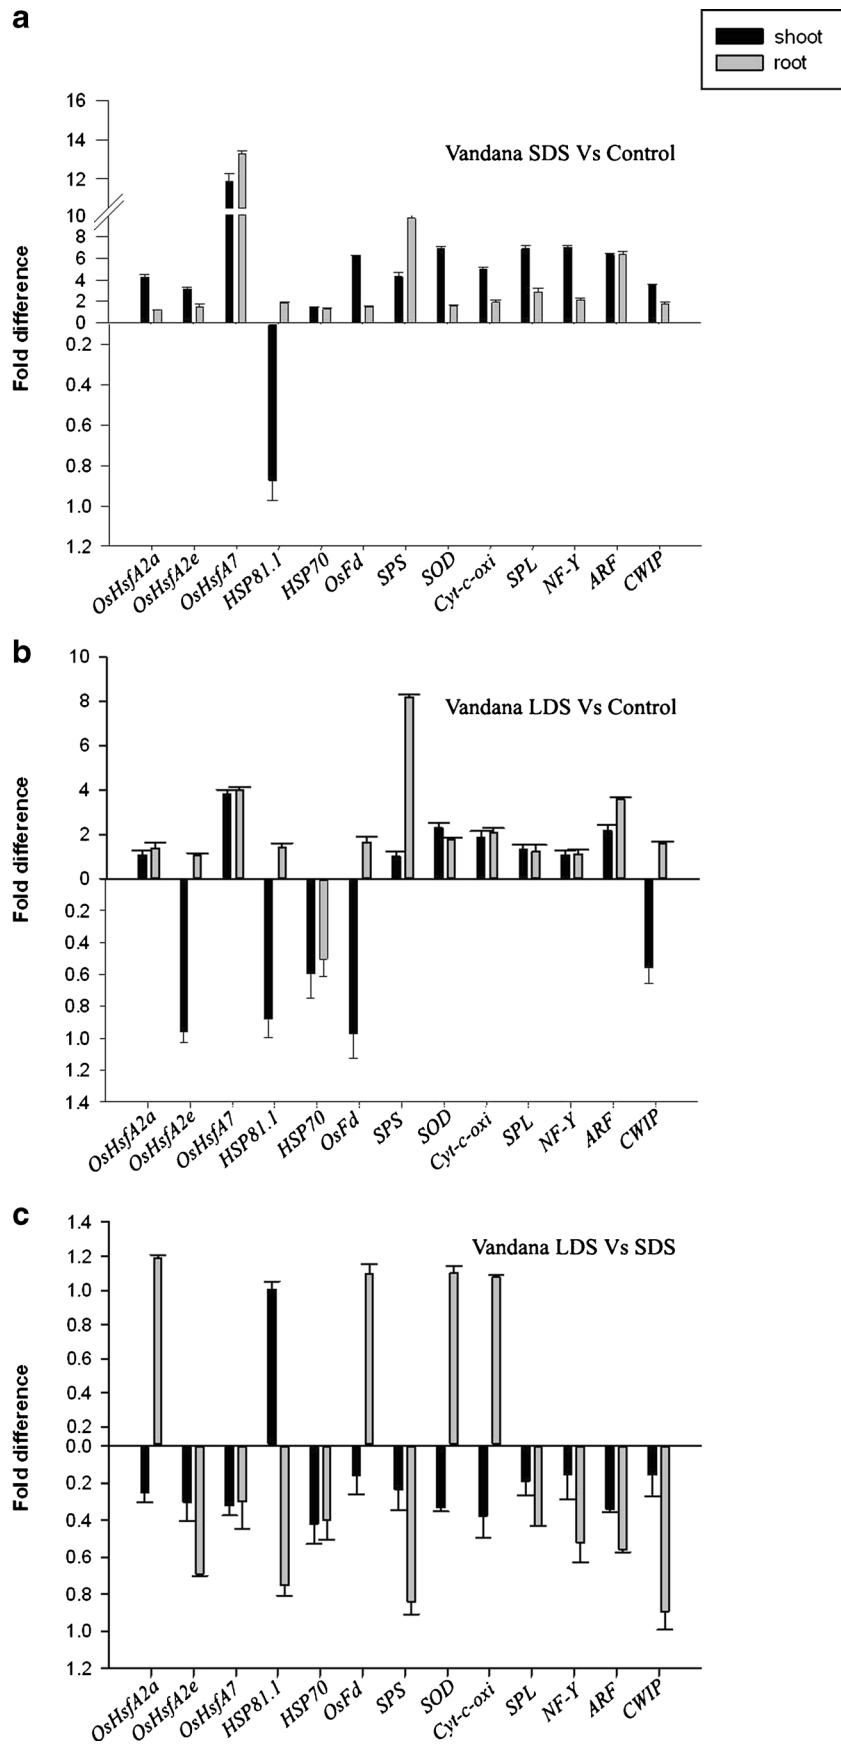 a
shoot
root
Vandana SDS Vs Control
16
14
12
10
8
6
4
2
0
0.2
0.4
0.6
0.8
1.0
1.2
Fold difference
OsHsfA2a
OsHsfA2e
OsHsfA7
HSP81.1
HSP70
OsFd
SPS
SOD
Cyt-c-oxi
SPL
NF-Y
ARF
CWIP
b
Vandana LDS Vs Control
10
8
6
4
2
0
0.2
0.4
0.6
0.8
1.0
1.2
1.4
Fold difference
OsHsfA2a
OsHsfA2e
OsHsfA7
HSP81.1
HSP70
OsFd
SPS
SOD
Cyt-c-oxi
SPL
NF-Y
ARF
CWIP
c
Vandana LDS Vs SDS
1.4
1.2
1.0
0.8
0.6
0.4
0.2
0.0
0.2
0.4
0.6
0.8
1.0
1.2
Fold difference
OsHsfA2a
OsHsfA2e
OsHsfA7
HSP81.1
HSP70
OsFd
SPS
SOD
Cyt-c-oxi
SPL
NF-Y
ARF
CWIP